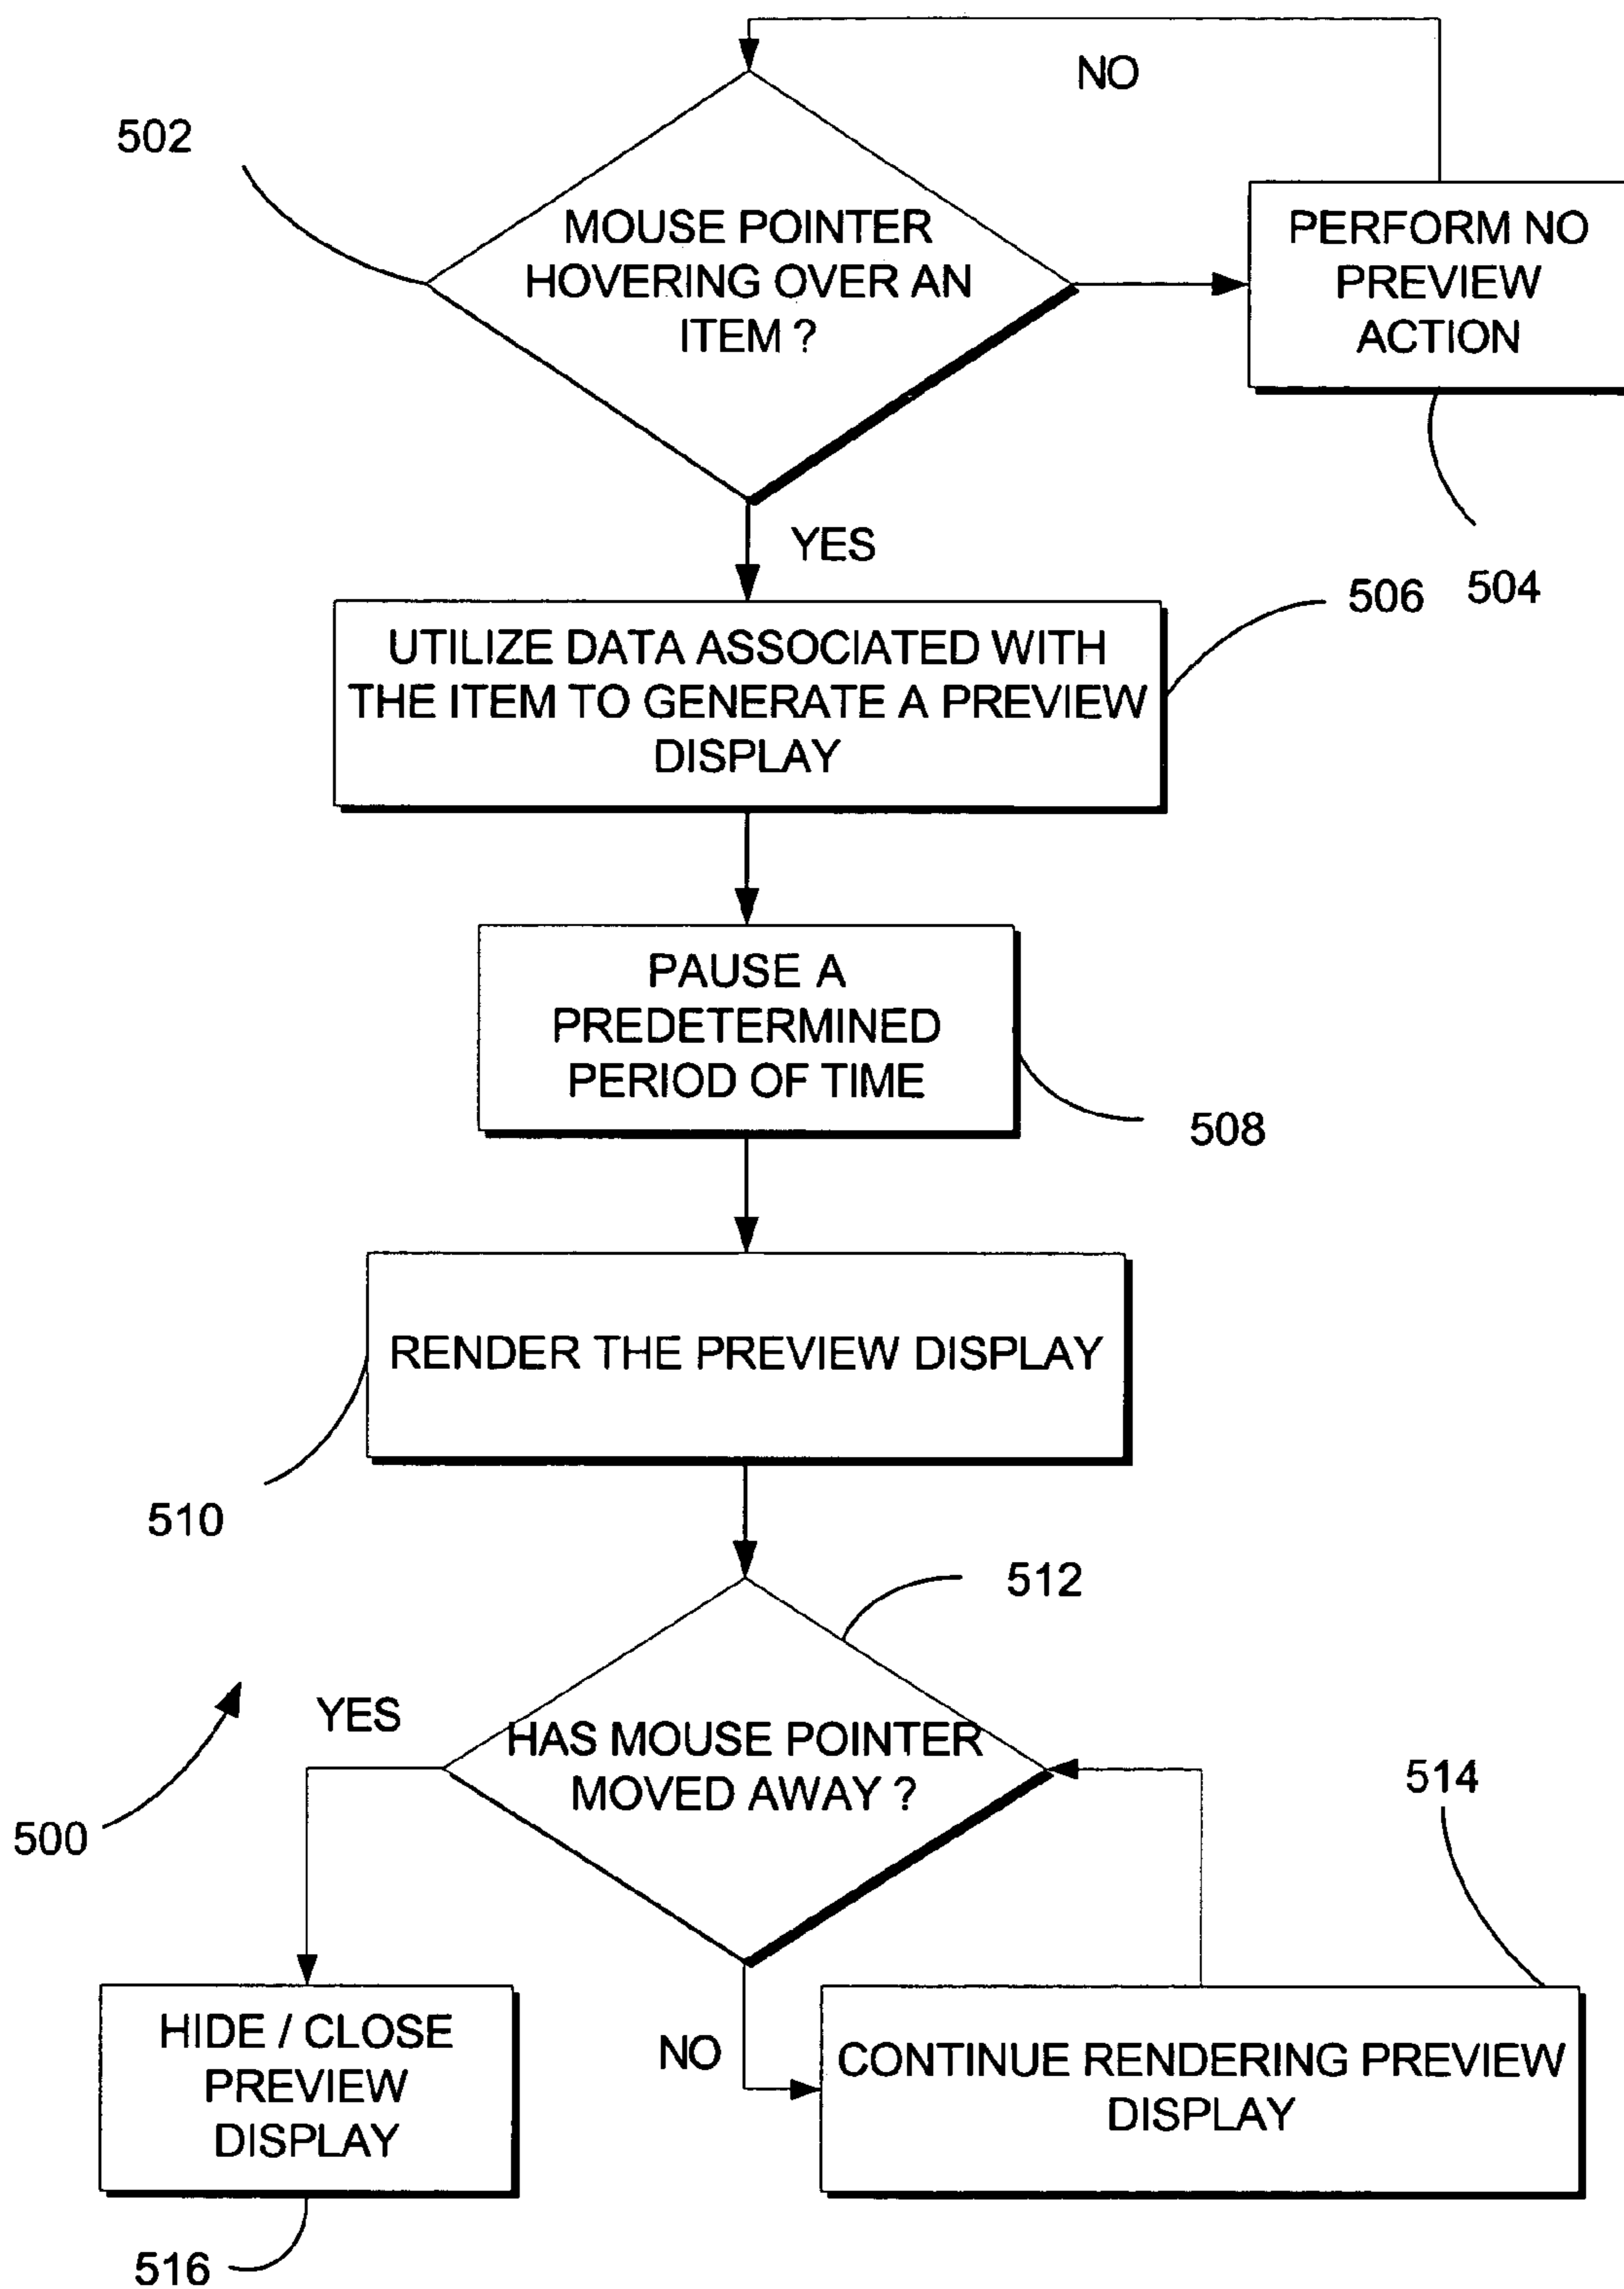 NO
502
MOUSE POINTER
HOVERING OVER AN
ITEM ?
PERFORM NO
PREVIEW
ACTION
YES
504
506
UTILIZE DATA ASSOCIATED WITH
THE ITEM TO GENERATE A PREVIEW
DISPLAY
PAUSE A
PREDETERMINED
PERIOD OF TIME
508
RENDER THE PREVIEW DISPLAY
510
512
YES
HAS MOUSE POINTER
MOVED AWAY ?
514
500
HIDE / CLOSE
PREVIEW
DISPLAY
NO
CONTINUE RENDERING PREVIEW
DISPLAY
516